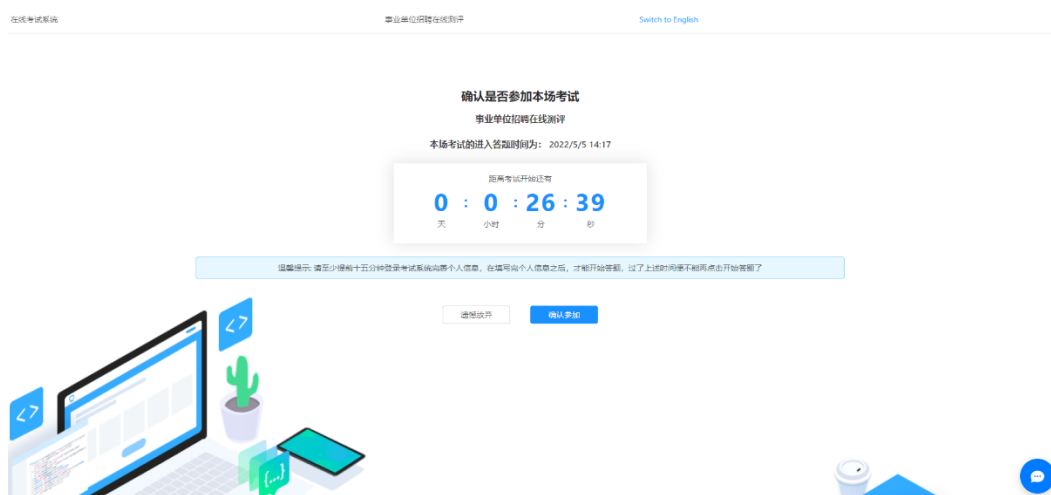 在线考试系统
事业单位招聘在线测评
Switch to English
确认是否参加本场考试
事业单位招聘在线测评
本场考试的进入答题时间为： 2022/5/5 14:17
距离考试开始还有
0 : 0 : 26 : 39
天 小时 分 秒
温馨提示: 请至少提前十五分钟登录考试系统完善个人信息，在填写完个人信息之后，才能开始答题，过了上述时间便不能再点击开始答题了
遗憾放弃 确认参加